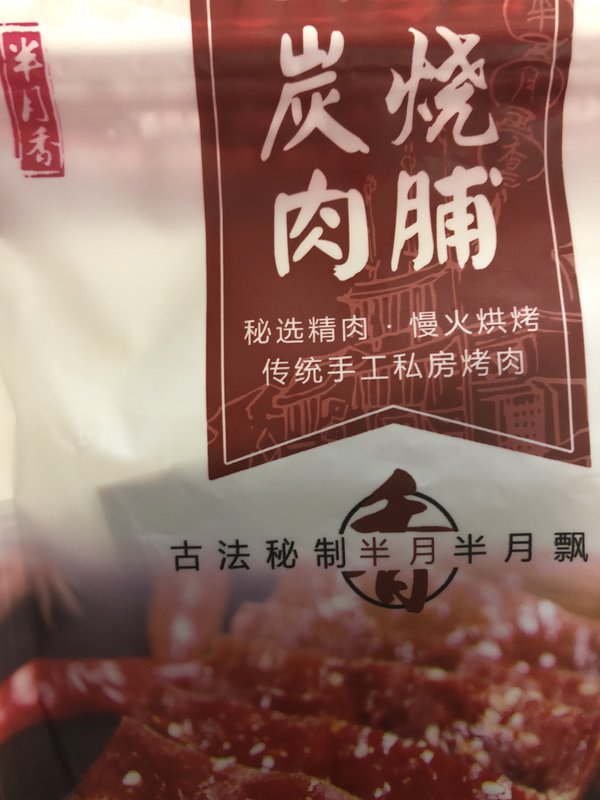 半月香
炭烧
肉脯
秘选精肉·慢火烘烤
传统手工私房烤肉
香
古法秘制半月半月飘